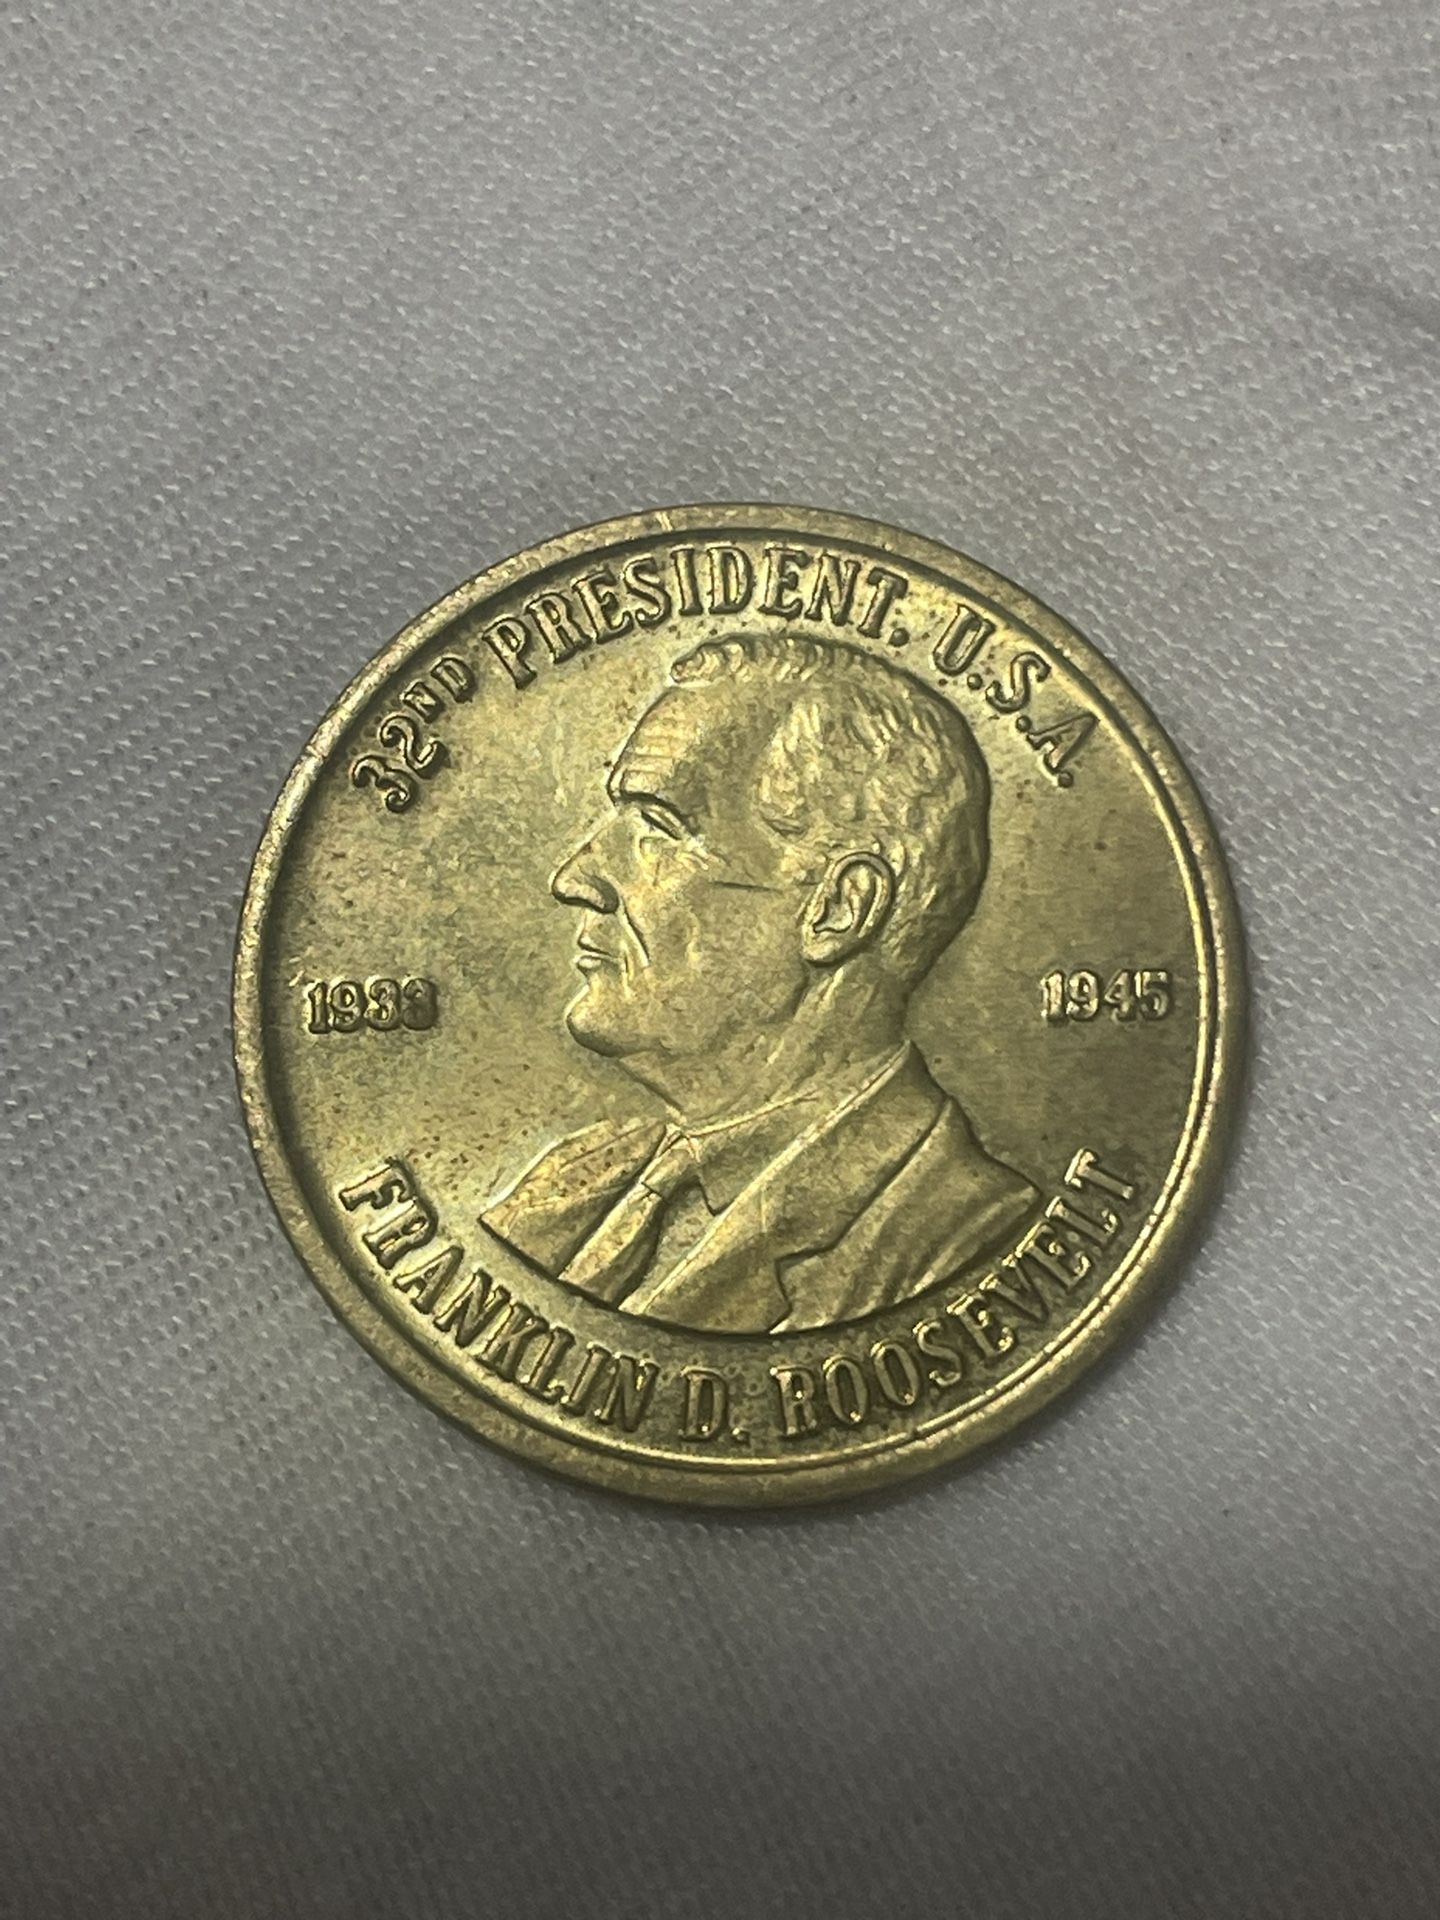 32ND PRESIDENT, U.S.A.
1933
1945
FRANKLIN D. ROOSEVELT